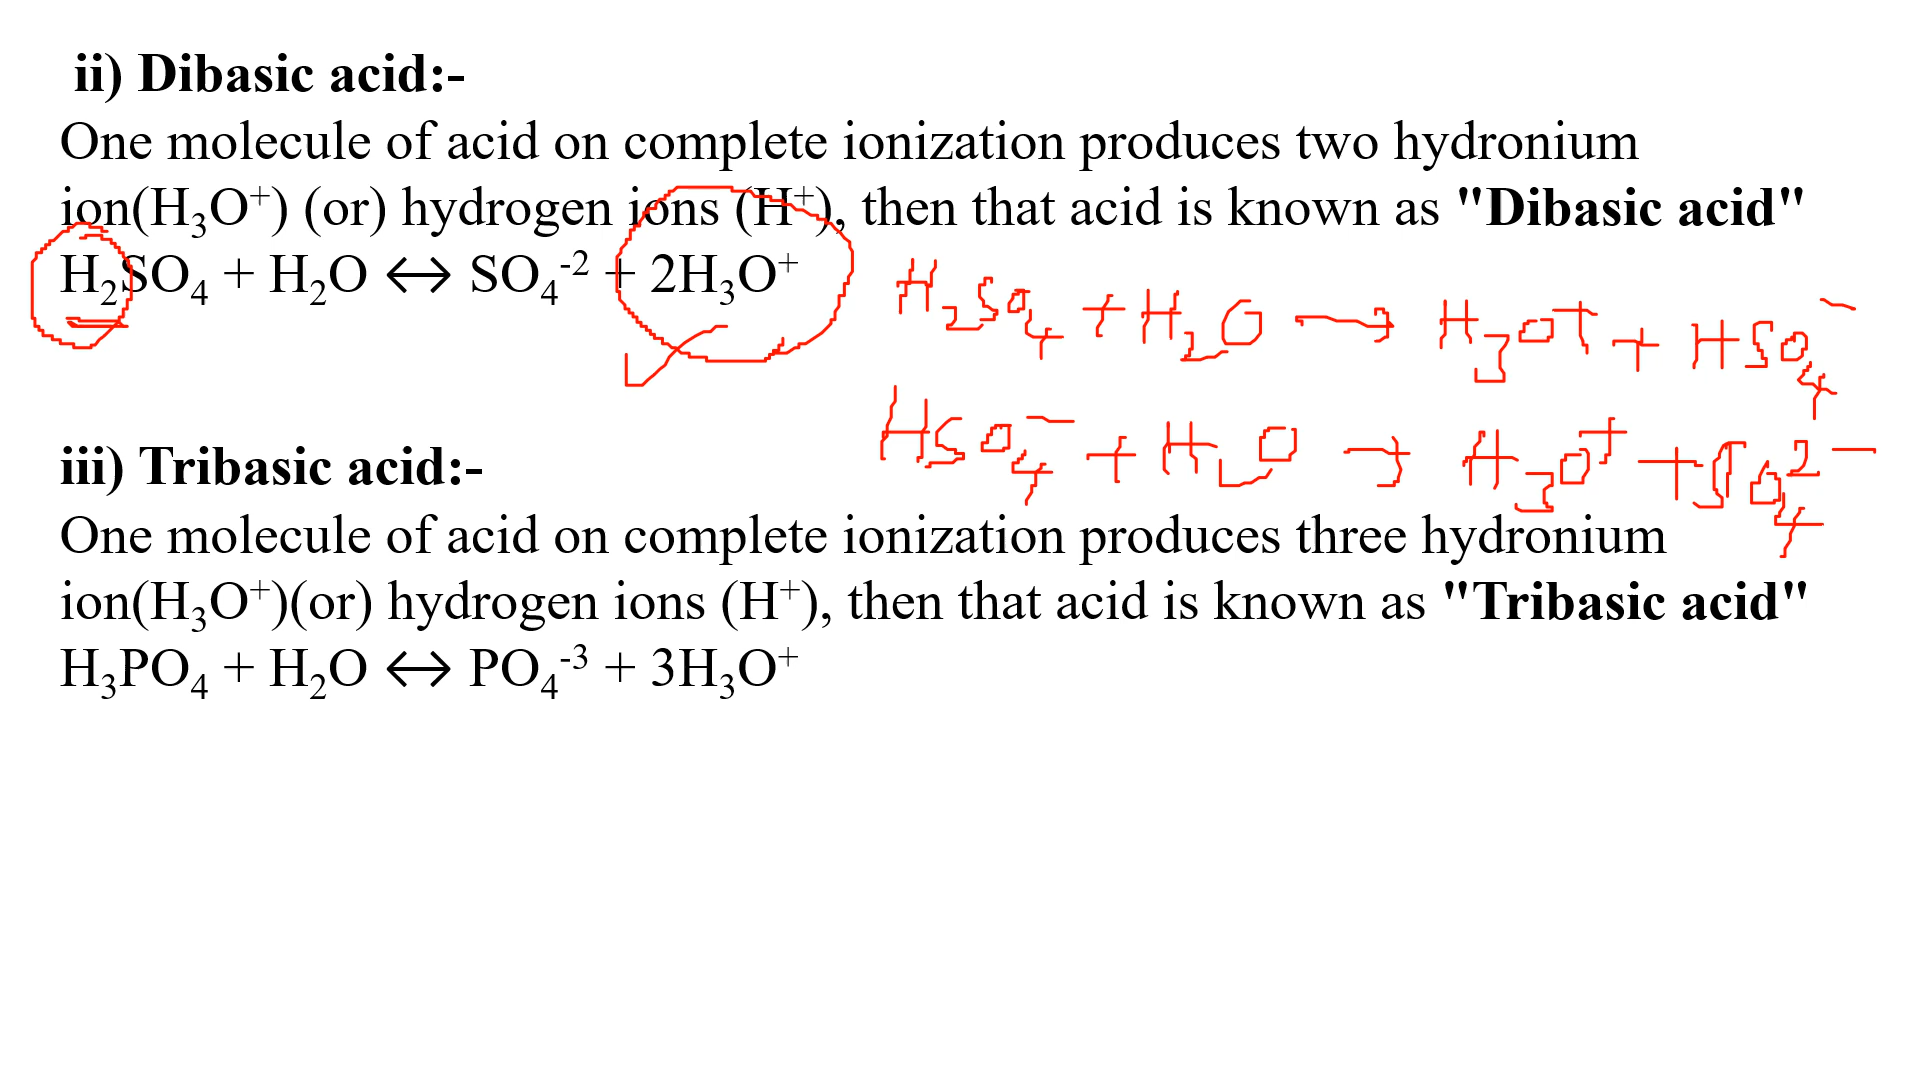 ii) Dibasic acid:-
One molecule of acid on complete ionization produces two hydronium
ion(H₃O⁺) (or) hydrogen ions (H⁺), then that acid is known as "Dibasic acid"
H₂SO₄ + H₂O ↔ SO₄⁻² + 2H₃O⁺
H₂SO₄ + H₂O → H₃O⁺ + HSO₄⁻
HSO₄⁻ + H₂O → H₃O⁺ + SO₄²⁻
iii) Tribasic acid:-
One molecule of acid on complete ionization produces three hydronium
ion(H₃O⁺)(or) hydrogen ions (H⁺), then that acid is known as "Tribasic acid"
H₃PO₄ + H₂O ↔ PO₄⁻³ + 3H₃O⁺